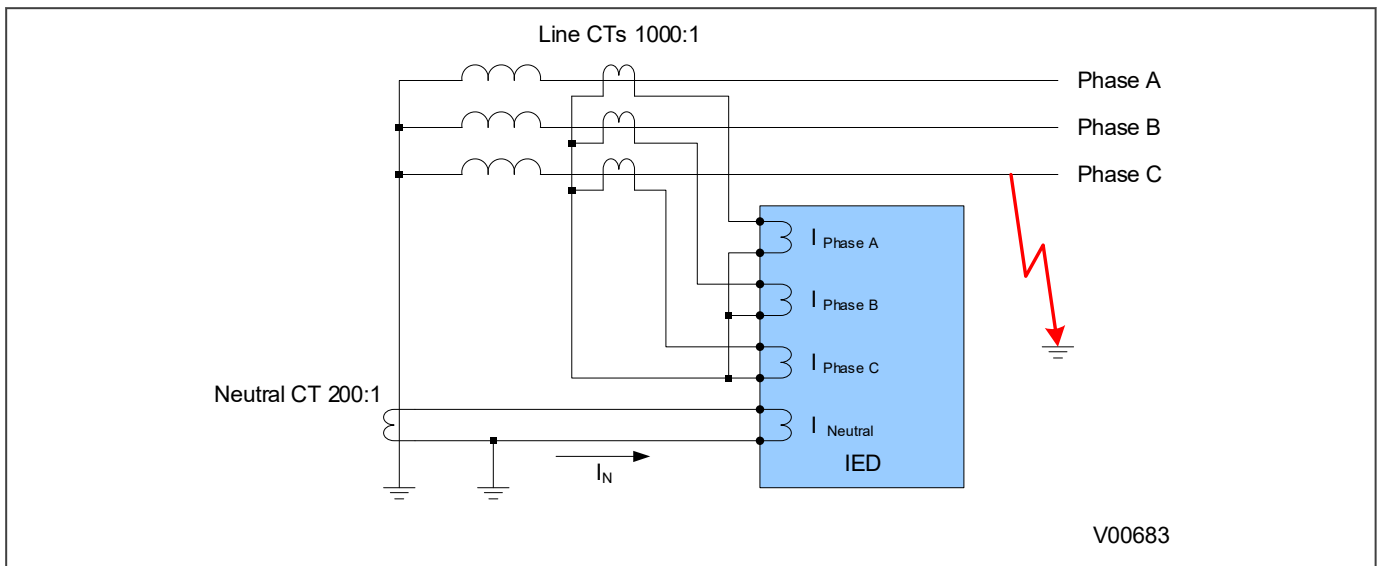 Line CTs 1000:1
Phase A
Phase B
Phase C
I Phase A
I Phase B
I Phase C
Neutral CT 200:1
I Neutral
IED
IN
V00683